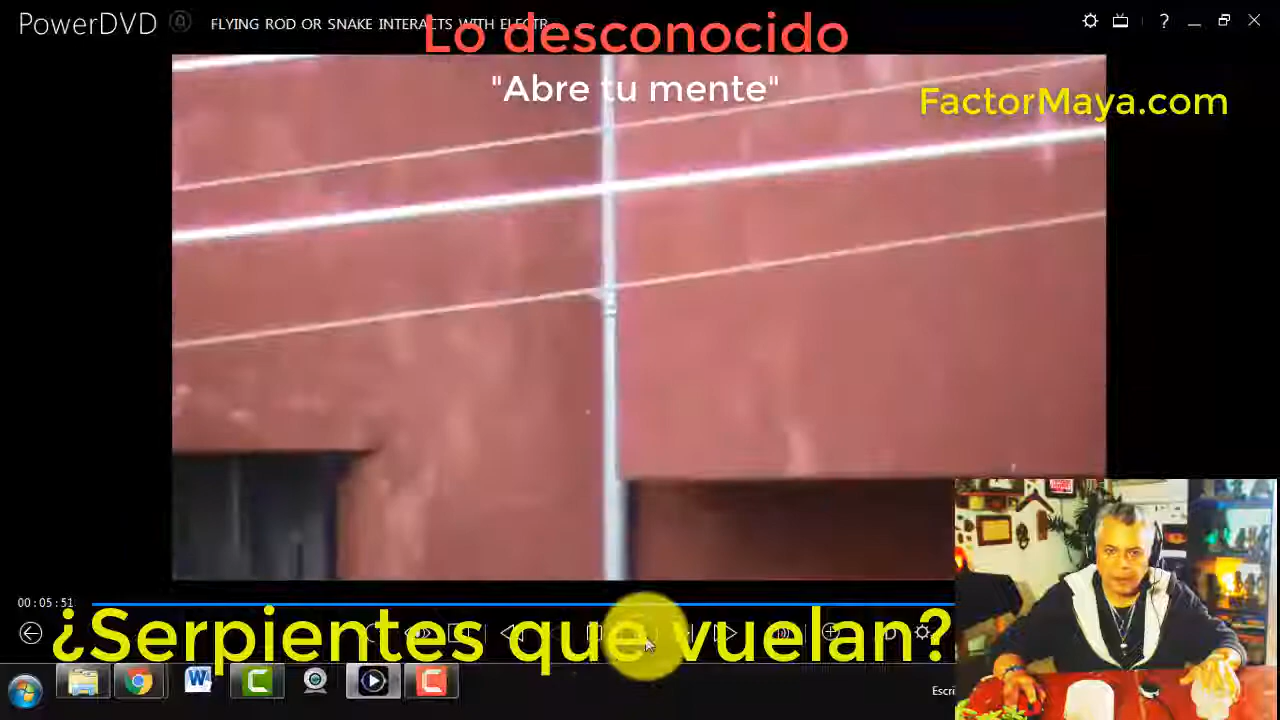 PowerDVD
FLYING ROD OR SNAKE INTERACTS WITH ELECTR
Lo desconocido
"Abre tu mente"
FactorMaya.com
00:05:51
¿Serpientes que vuelan?
Escri